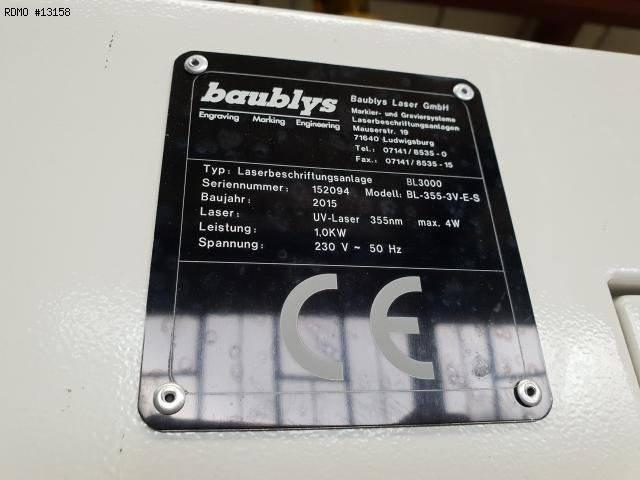 RDMO #13158
baublys
Engraving Marking Engineering
Baublys Laser GmbH
Markier- und Graviersysteme
Laserbeschriftungsanlagen
Mauserstr. 19
71640 Ludwigsburg
Tel.: 07141/8535-0
Fax.: 07141/8535-15
Typ: Laserbeschriftungsanlage BL3000
Seriennummer: 152094 Modell: BL-355-3V-E-S
Baujahr: 2015
Laser: UV-Laser 355nm max. 4W
Leistung: 1,0KW
Spannung: 230 V ~ 50 Hz
CE